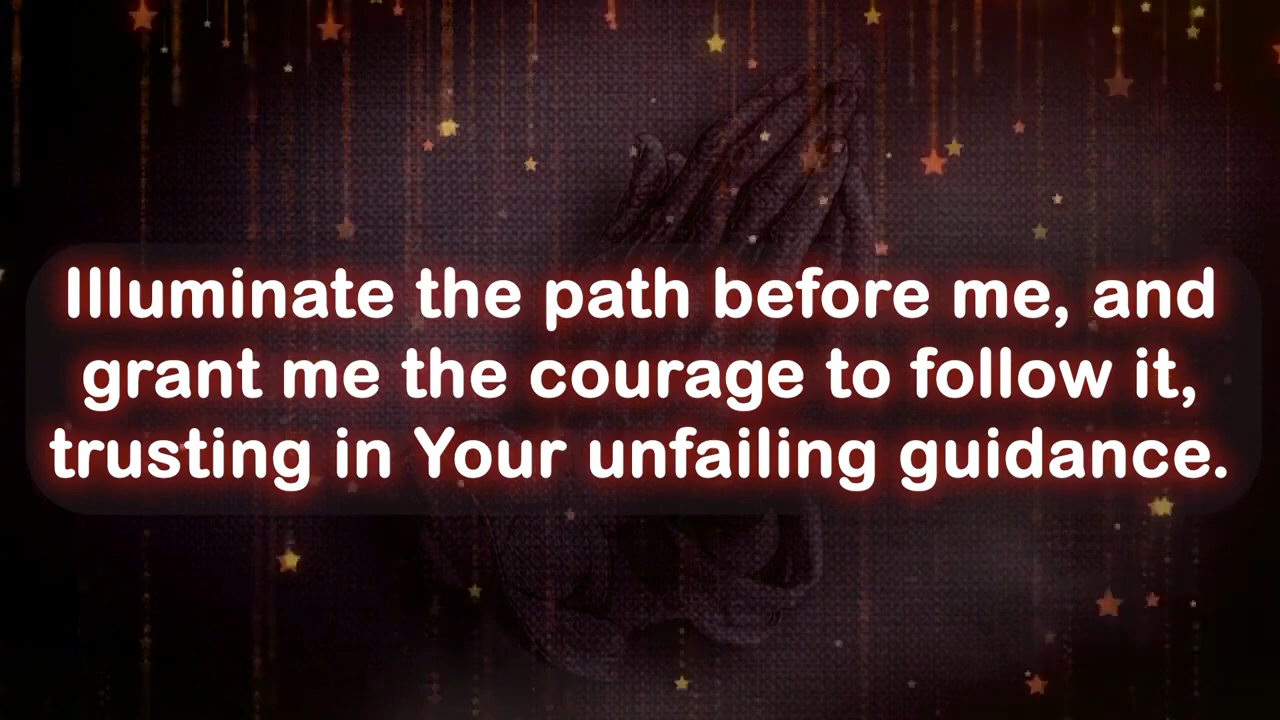 Illuminate the path before me, and
grant me the courage to follow it,
trusting in Your unfailing guidance.